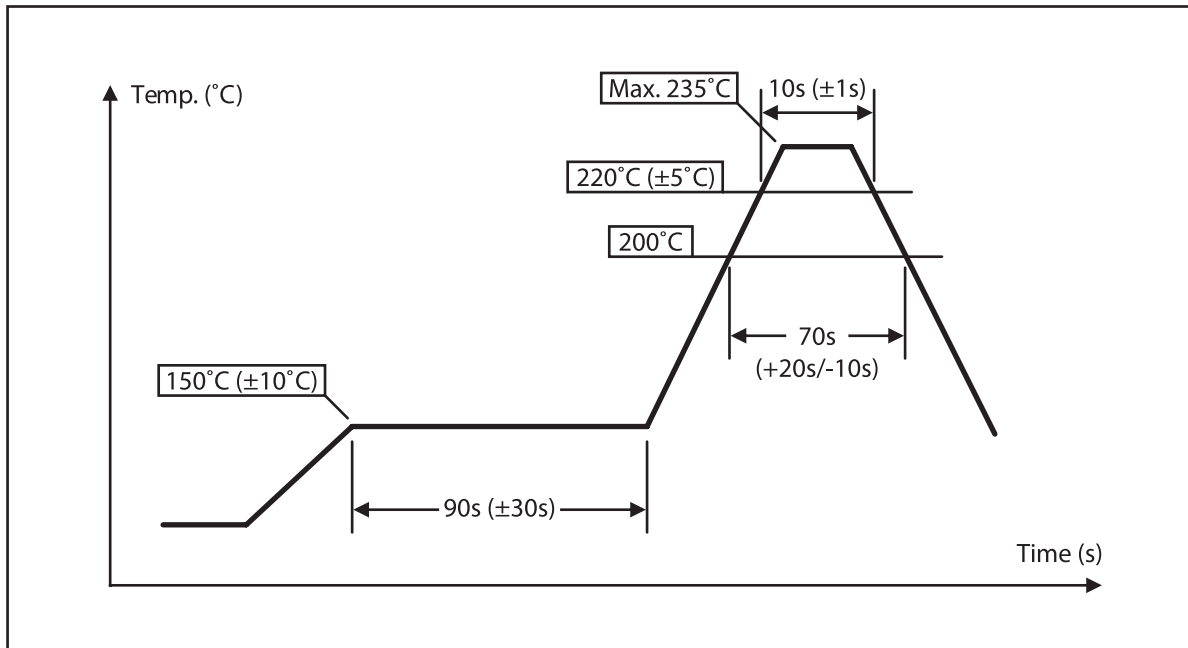 Temp. (˚C)
Max. 235˚C
10s (±1s)
220˚C (±5˚C)
200˚C
70s
(+20s/-10s)
150˚C (±10˚C)
90s (±30s)
Time (s)